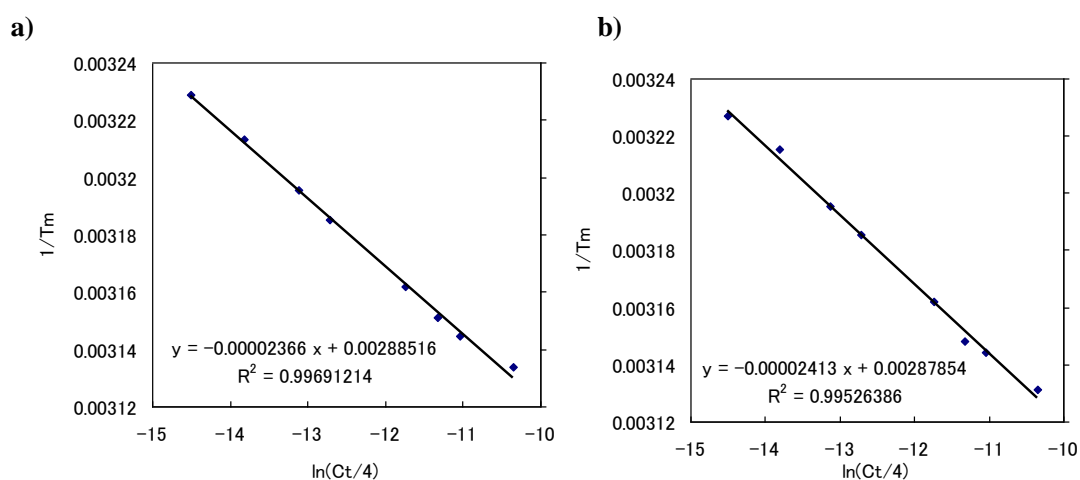 a)
0.00324
0.00322
0.0032
0.00318
0.00316
0.00314
0.00312
1/Tm
y = −0.00002366 x + 0.00288516
R² = 0.99691214
−15 −14 −13 −12 −11 −10
ln(Ct/4)
b)
0.00324
0.00322
0.0032
0.00318
0.00316
0.00314
0.00312
1/Tm
y = −0.00002413 x + 0.00287854
R² = 0.99526386
−15 −14 −13 −12 −11 −10
ln(Ct/4)